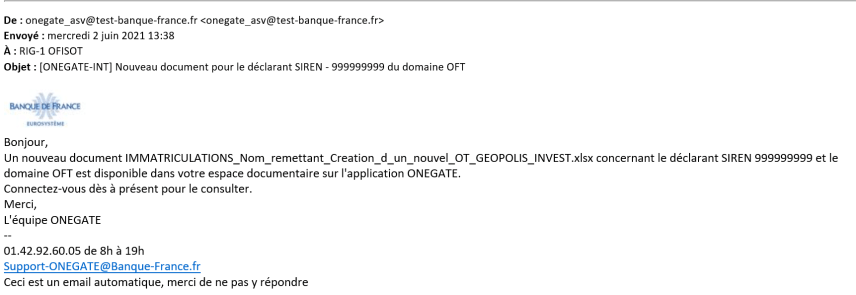 De : onegate_asv@test-banque-france.fr <onegate_asv@test-banque-france.fr>
Envoyé : mercredi 2 juin 2021 13:38
À : RIG-1 OFISOT
Objet : [ONEGATE-INT] Nouveau document pour le déclarant SIREN - 999999999 du domaine OFT
BANQUE DE FRANCE
EUROSYSTÈME
Bonjour,
Un nouveau document IMMATRICULATIONS_Nom_remettant_Creation_d_un_nouvel_OT_GEOPOLIS_INVEST.xlsx concernant le déclarant SIREN 999999999 et le
domaine OFT est disponible dans votre espace documentaire sur l'application ONEGATE.
Connectez-vous dès à présent pour le consulter.
Merci,
L'équipe ONEGATE
--
01.42.92.60.05 de 8h à 19h
Support-ONEGATE@Banque-France.fr
Ceci est un email automatique, merci de ne pas y répondre